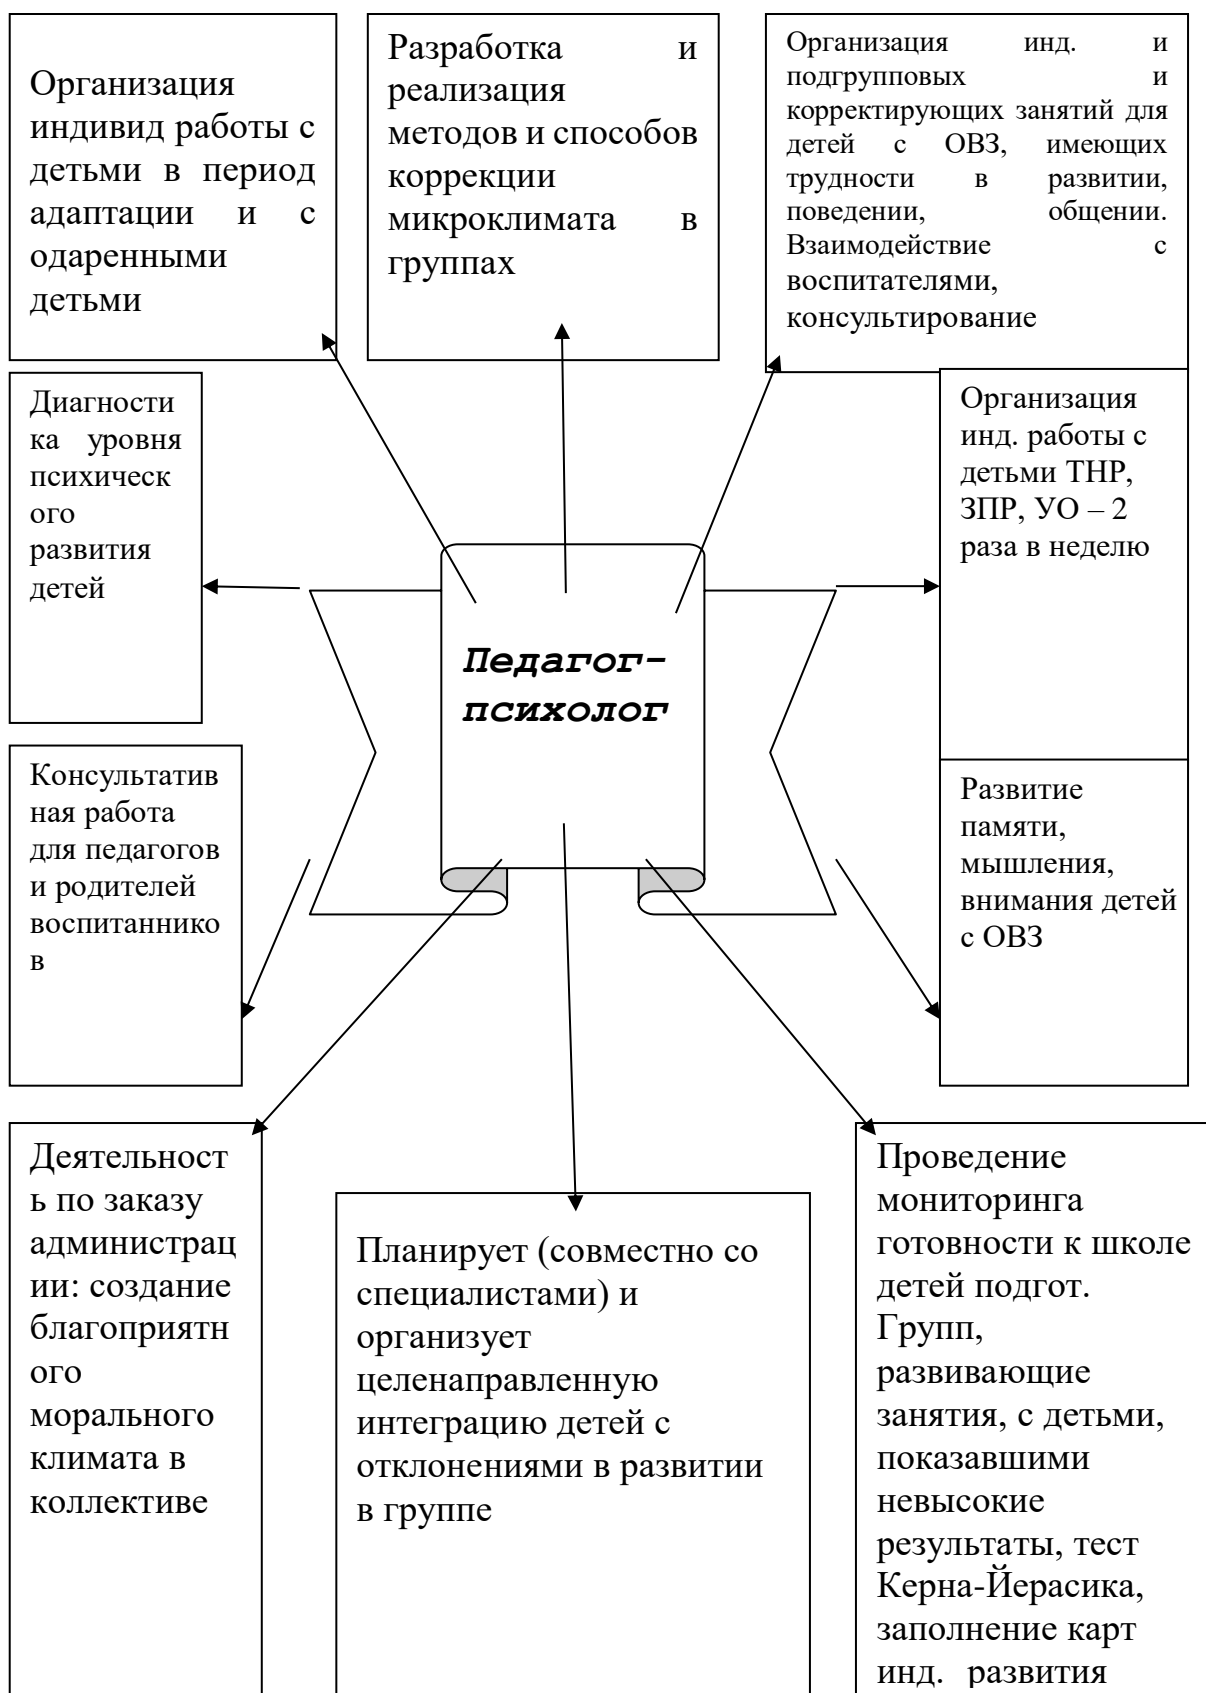 Организация
индивид работы с
детьми в период
адаптации и с
одаренными
детьми
Разработка и
реализация
методов и способов
коррекции
микроклимата в
группах
Организация инд. и
подгрупповых и
корректирующих занятий для
детей с ОВЗ, имеющих
трудности в развитии,
поведении, общении.
Взаимодействие с
воспитателями,
консультирование
Диагности
ка уровня
психическ
ого
развития
детей
Организация
инд. работы с
детьми ТНР,
ЗПР, УО – 2
раза в неделю
Педагог-
психолог
Консультатив
ная работа
для педагогов
и родителей
воспитаннико
в
Развитие
памяти,
мышления,
внимания детей
с ОВЗ
Деятельност
ь по заказу
администрац
ии: создание
благоприятн
ого
морального
климата в
коллективе
Планирует (совместно со
специалистами) и
организует
целенаправленную
интеграцию детей с
отклонениями в развитии
в группе
Проведение
мониторинга
готовности к школе
детей подгот.
Групп,
развивающие
занятия, с детьми,
показавшими
невысокие
результаты, тест
Керна-Йерасика,
заполнение карт
инд. развития